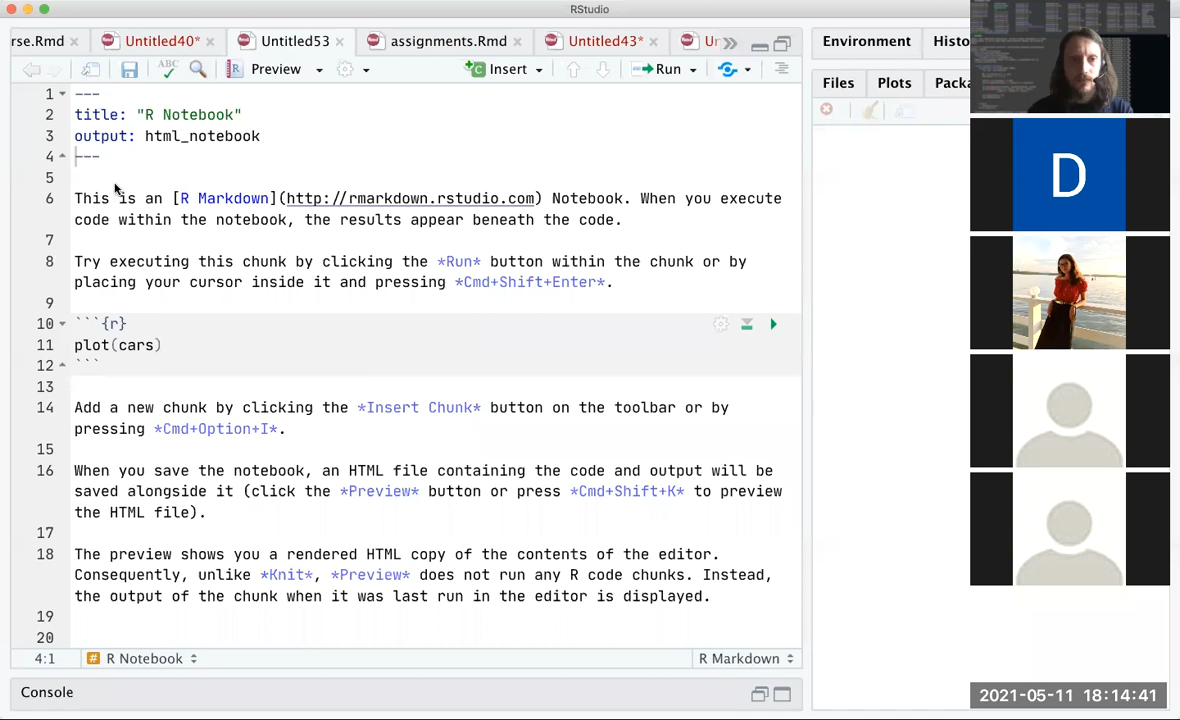 RStudio
rse.Rmd
Untitled40*
Untitled53
assignments.Rmd
Untitled43*
Environment
Preview
Insert
Run
Files
Plots
1 ---
2 title: "R Notebook"
3 output: html_notebook
4 ---
5
6 This is an [R Markdown](http://rmarkdown.rstudio.com) Notebook. When you execute
code within the notebook, the results appear beneath the code.
7
8 Try executing this chunk by clicking the *Run* button within the chunk or by
placing your cursor inside it and pressing *Cmd+Shift+Enter*.
9
10 ```{r}
11 plot(cars)
12 ```
13
14 Add a new chunk by clicking the *Insert Chunk* button on the toolbar or by
pressing *Cmd+Option+I*.
15
16 When you save the notebook, an HTML file containing the code and output will be
saved alongside it (click the *Preview* button or press *Cmd+Shift+K* to preview
the HTML file).
17
18 The preview shows you a rendered HTML copy of the contents of the editor.
Consequently, unlike *Knit*, *Preview* does not run any R code chunks. Instead,
the output of the chunk when it was last run in the editor is displayed.
19
20
4:1
R Notebook
R Markdown
Console
D
2021-05-11 18:14:41